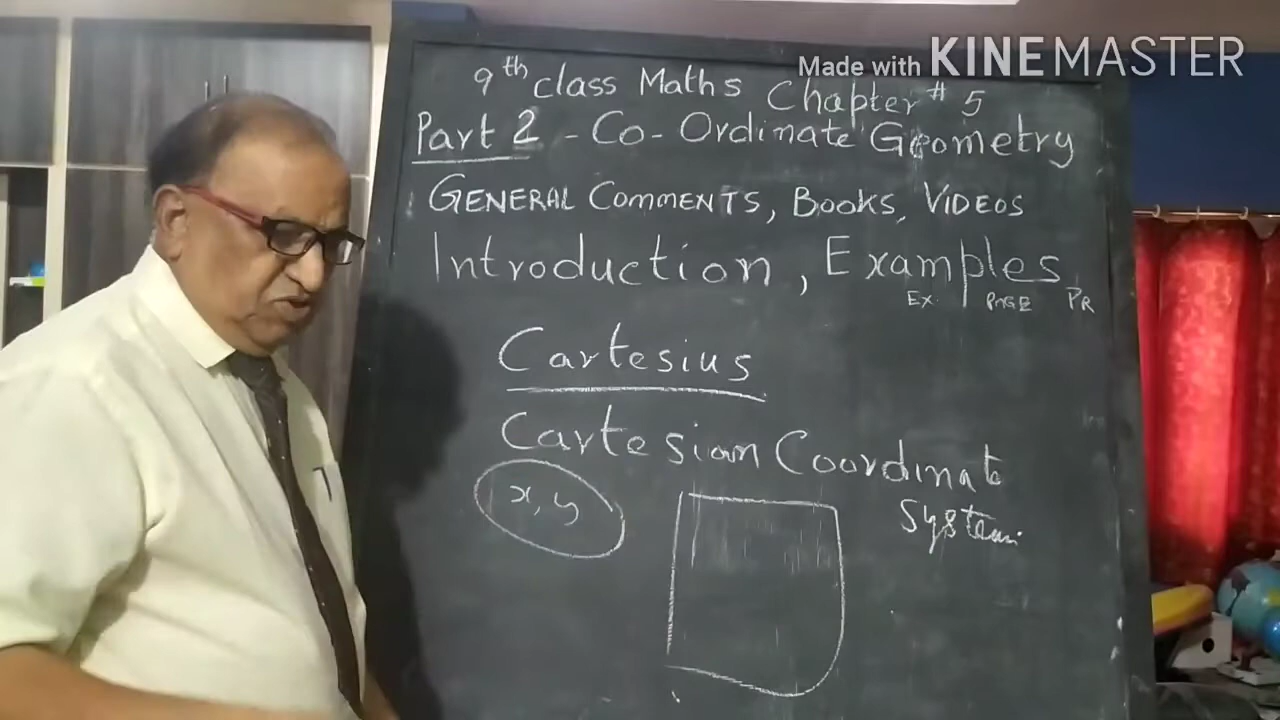 Made with KINEMASTER
9th class Maths Chapter # 5
Part 2 - Co-Ordinate Geometry
GENERAL COMMENTS, BOOKS, VIDEOS
Introduction, Examples
Ex. PAGE PR
Cartesius
Cartesian Coordinate
System
x, y